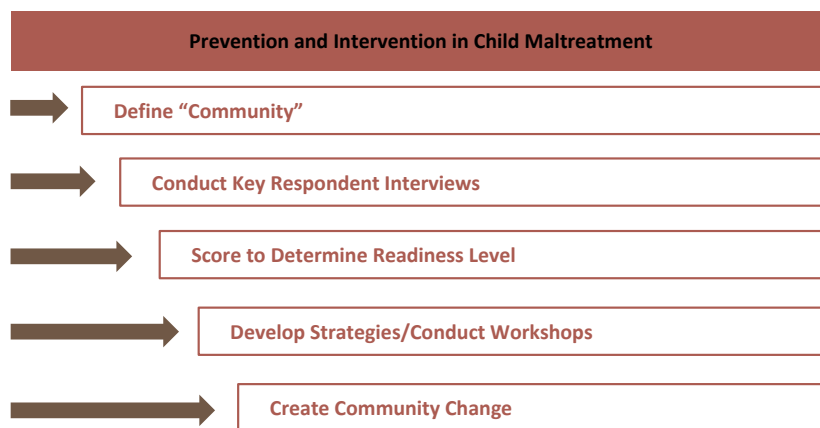 Prevention and Intervention in Child Maltreatment
Define “Community”
Conduct Key Respondent Interviews
Score to Determine Readiness Level
Develop Strategies/Conduct Workshops
Create Community Change